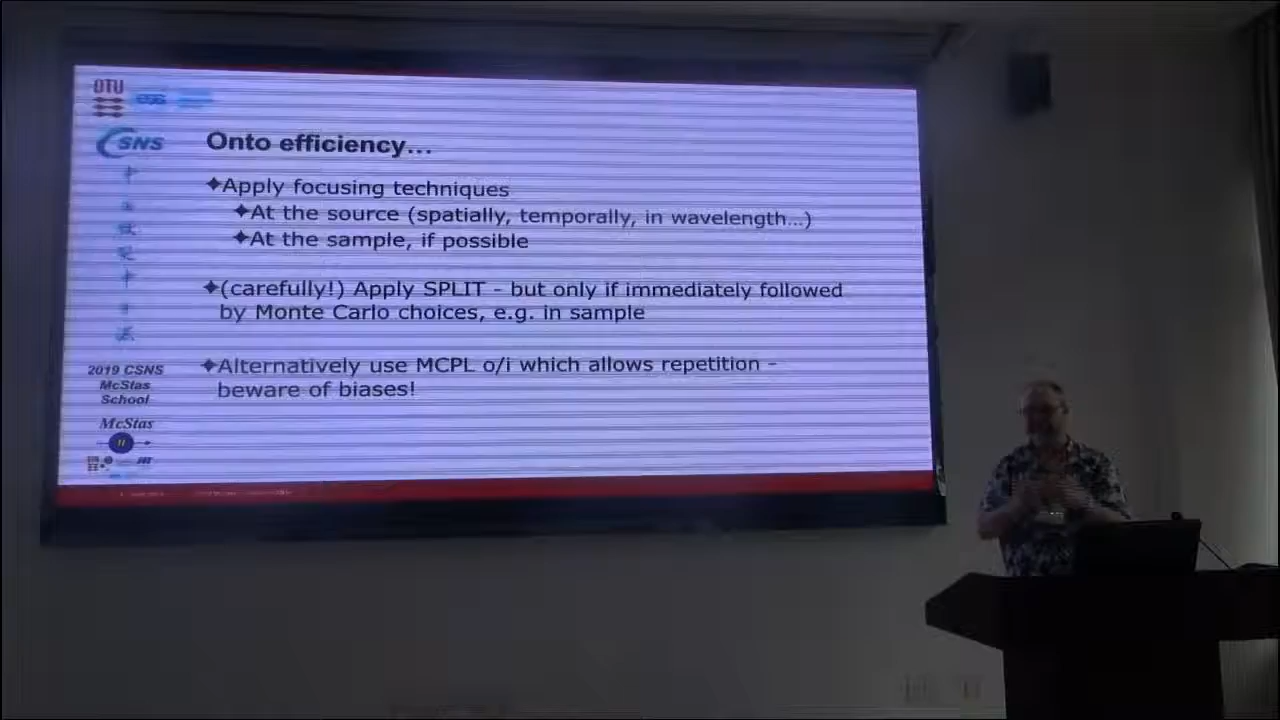 DTU
ess
CSNS
Onto efficiency...
✦Apply focusing techniques
✦At the source (spatially, temporally, in wavelength...)
✦At the sample, if possible
✦(carefully!) Apply SPLIT - but only if immediately followed
by Monte Carlo choices, e.g. in sample
✦Alternatively use MCPL o/i which allows repetition -
beware of biases!
2019 CSNS
McStas
School
McStas